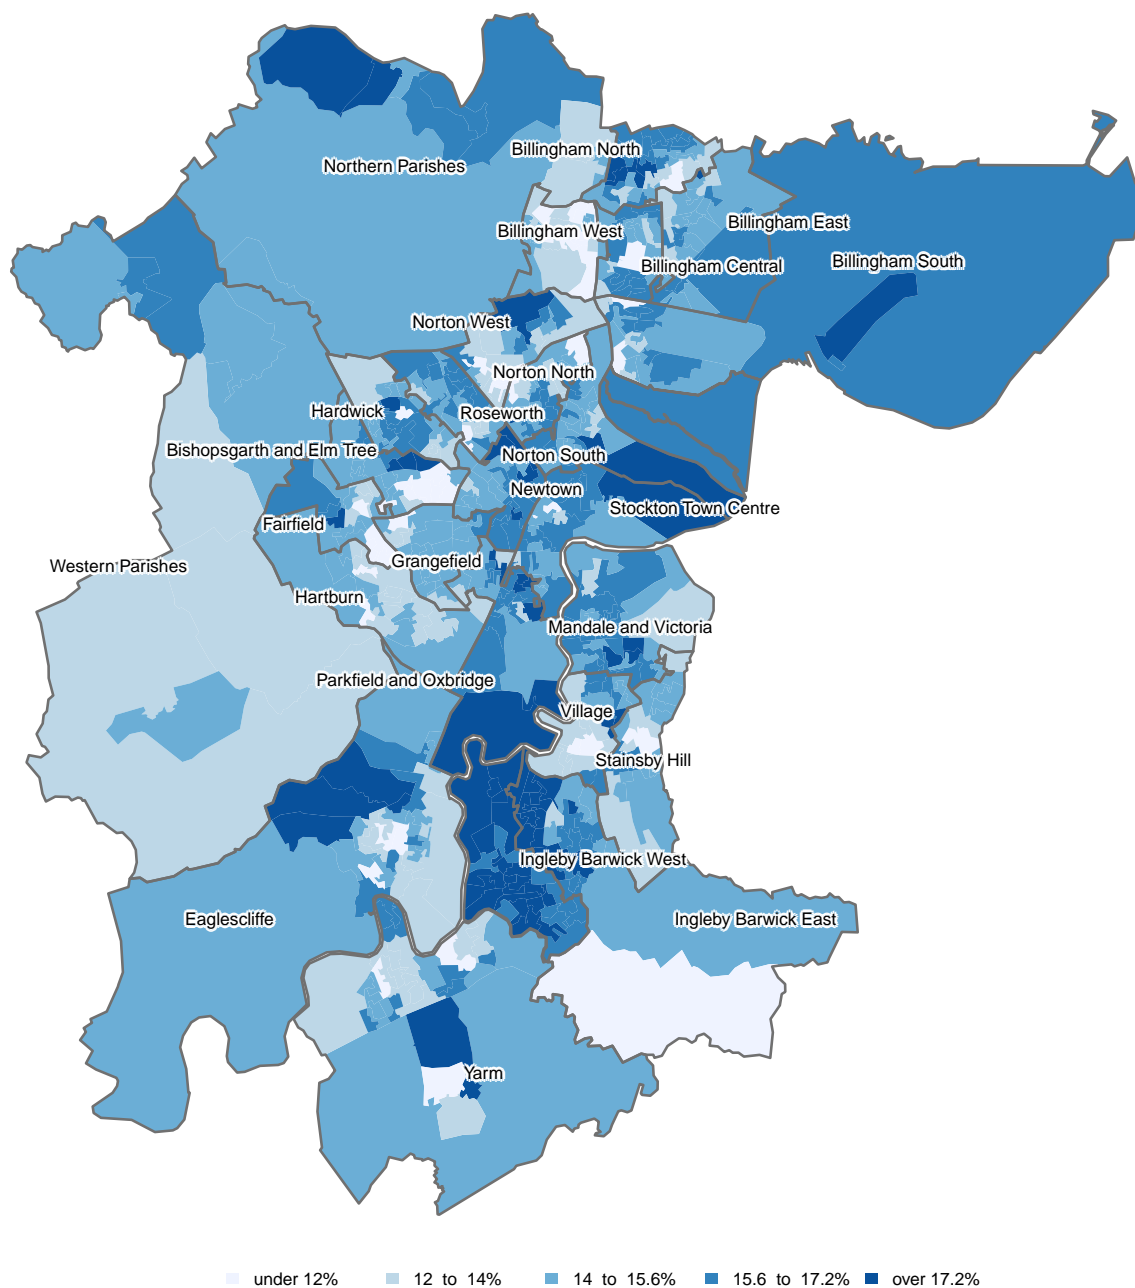 Billingham North
Northern Parishes
Billingham East
Billingham West
Billingham South
Billingham Central
Norton West
Norton North
Hardwick
Roseworth
Bishopsgarth and Elm Tree
Norton South
Newtown
Stockton Town Centre
Fairfield
Grangefield
Western Parishes
Hartburn
Mandale and Victoria
Parkfield and Oxbridge
Village
Stainsby Hill
Ingleby Barwick West
Eaglescliffe
Ingleby Barwick East
Yarm
under 12% 12 to 14% 14 to 15.6% 15.6 to 17.2% over 17.2%